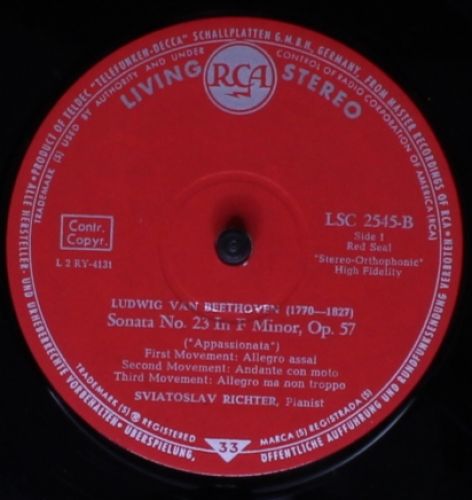 PRODUCT OF TELDEC "TELEFUNKEN-DECCA" SCHALLPLATTEN G.M.B.H., GERMANY, FROM MASTER RECORDINGS OF RCA
TRADEMARK (S) USED BY AUTHORITY AND UNDER CONTROL OF RADIO CORPORATION OF AMERICA (RCA)
LIVING RCA STEREO
Contr.
Copyr.
L 2 RY-4131
LSC 2545-B
Side 1
Red Seal
"Stereo-Orthophonic"
High Fidelity
LUDWIG VAN BEETHOVEN (1770—1827)
Sonata No. 23 In F Minor, Op. 57
("Appassionata")
First Movement: Allegro assai
Second Movement: Andante con moto
Third Movement: Allegro ma non troppo
SVIATOSLAV RICHTER, Pianist
TRADEMARK (S) ® REGISTERED
MARCA (S) REGISTRADA (S)
33
ALLE HERSTELLER- UND URHEBERRECHTE VORBEHALTEN • ÜBERSPIELUNG, ÖFFENTLICHE AUFFÜHRUNG UND RUNDFUNKSENDUNG VERBOTEN